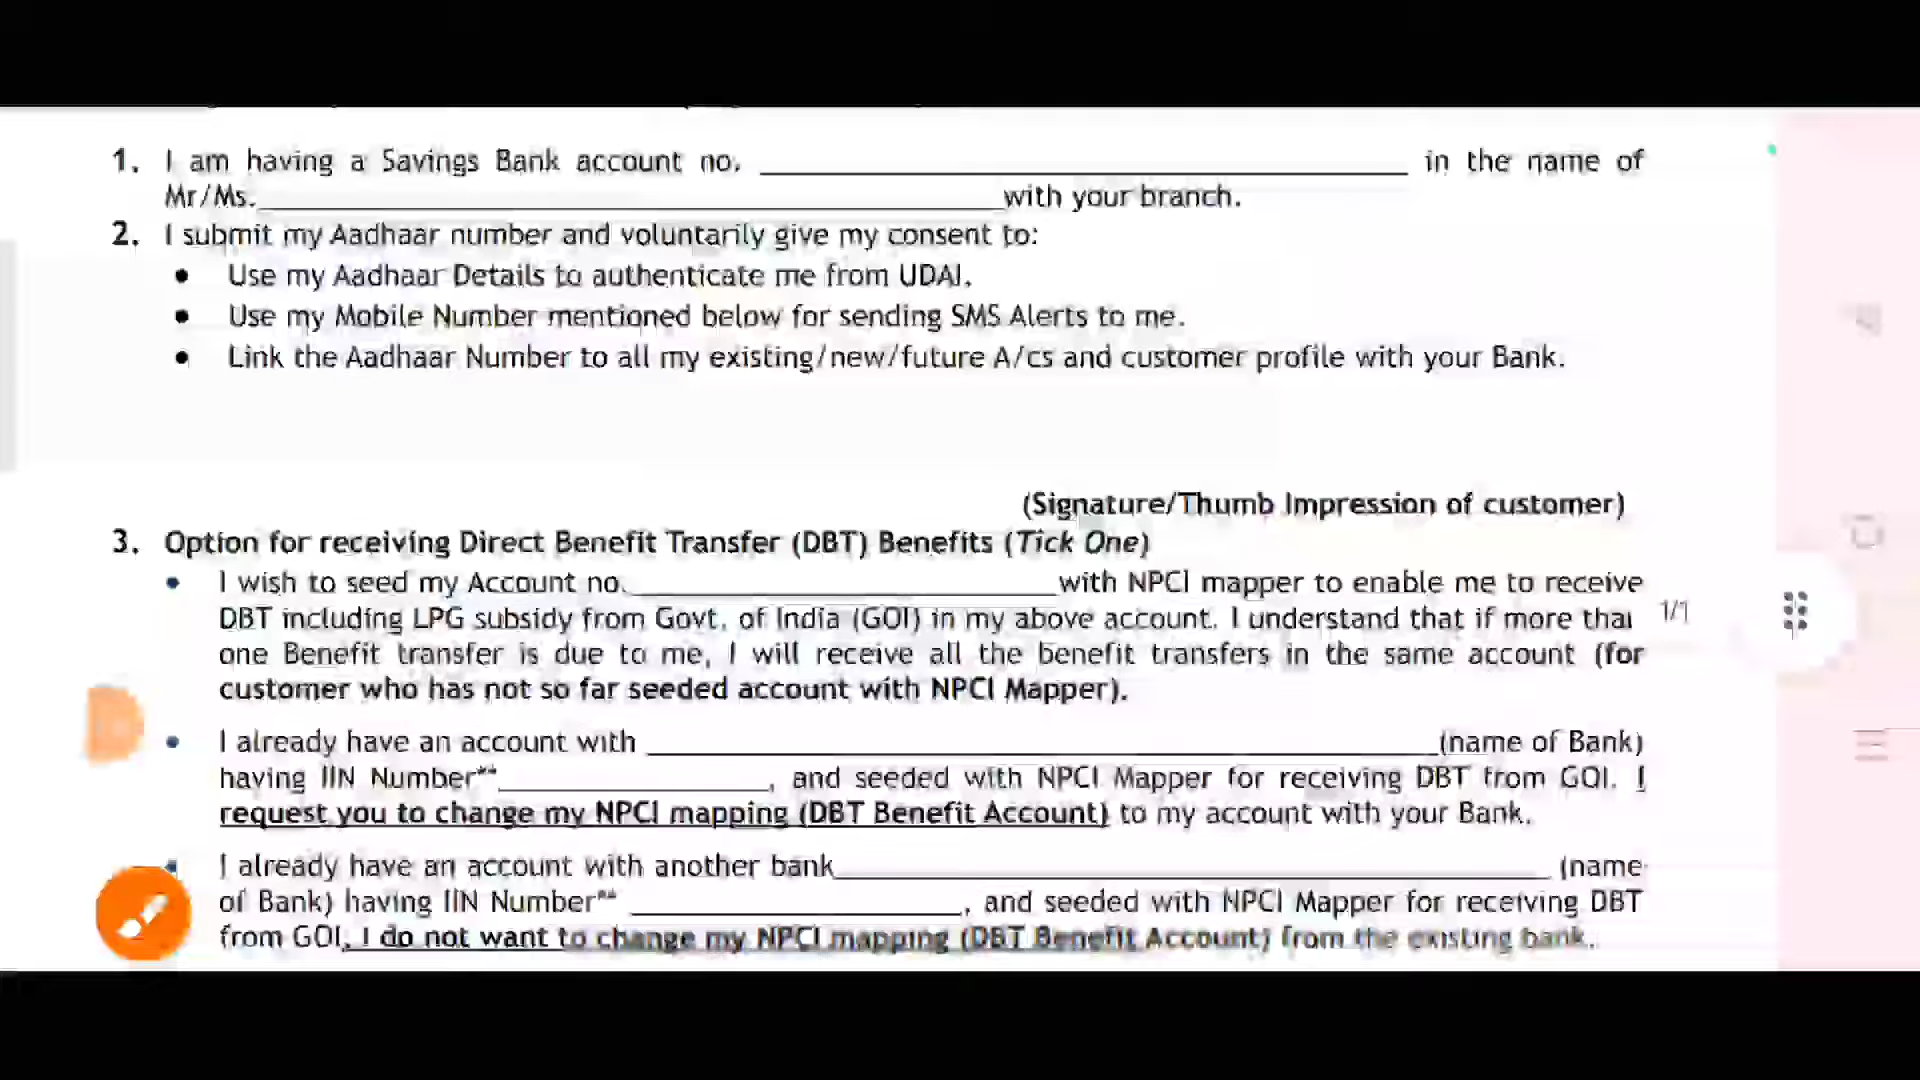 1. I am having a Savings Bank account no. ____________________ in the name of
Mr/Ms.____________________with your branch.
2. I submit my Aadhaar number and voluntarily give my consent to:
• Use my Aadhaar Details to authenticate me from UDAI.
• Use my Mobile Number mentioned below for sending SMS Alerts to me.
• Link the Aadhaar Number to all my existing/new/future A/cs and customer profile with your Bank.
(Signature/Thumb Impression of customer)
3. Option for receiving Direct Benefit Transfer (DBT) Benefits (Tick One)
• I wish to seed my Account no.____________________with NPCI mapper to enable me to receive
DBT including LPG subsidy from Govt. of India (GOI) in my above account. I understand that if more tha
1/1
one Benefit transfer is due to me, I will receive all the benefit transfers in the same account (for
customer who has not so far seeded account with NPCI Mapper).
• I already have an account with ____________________(name of Bank)
having IIN Number**____________, and seeded with NPCI Mapper for receiving DBT from GOI. I
request you to change my NPCI mapping (DBT Benefit Account) to my account with your Bank.
• I already have an account with another bank____________________ (name
of Bank) having IIN Number** ____________, and seeded with NPCI Mapper for receiving DBT
from GOI. I do not want to change my NPCI mapping (DBT Benefit Account) from the existing bank.